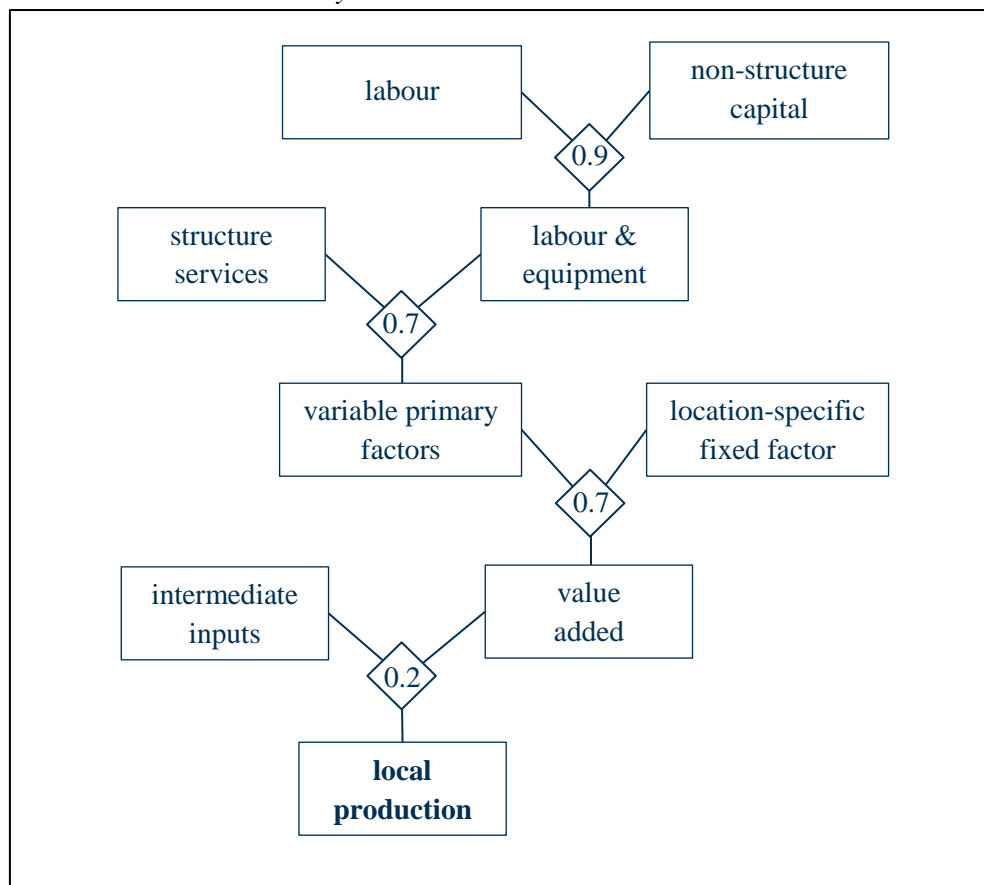 labour
non-structure
capital
0.9
structure
services
labour &
equipment
0.7
variable primary
factors
location-specific
fixed factor
0.7
intermediate
inputs
value
added
0.2
local
production